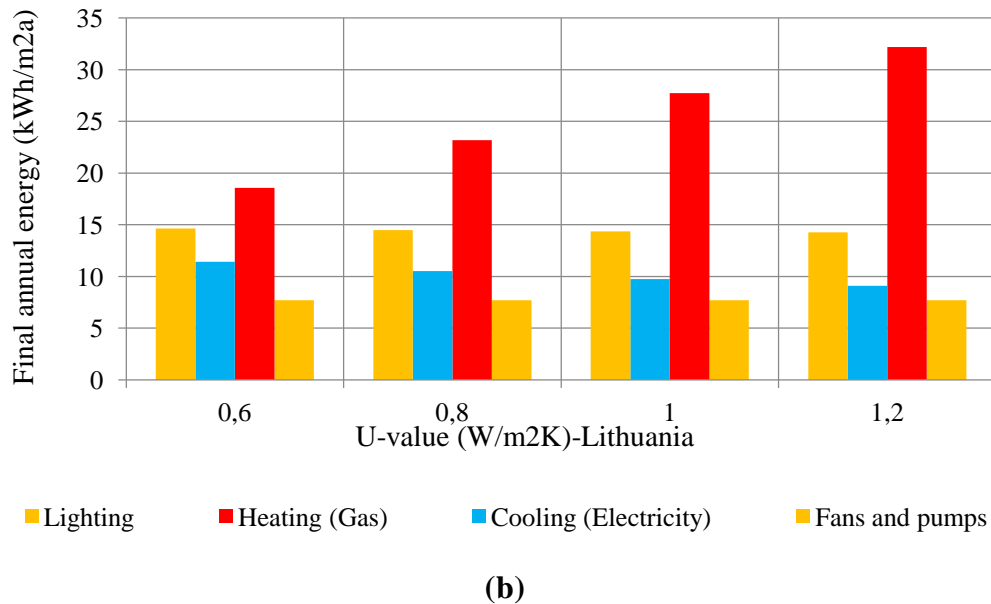 Final annual energy (kWh/m2a)
35
30
25
20
15
10
5
0
0,6 0,8 1 1,2
U-value (W/m2K)-Lithuania
Lighting Heating (Gas) Cooling (Electricity) Fans and pumps
(b)